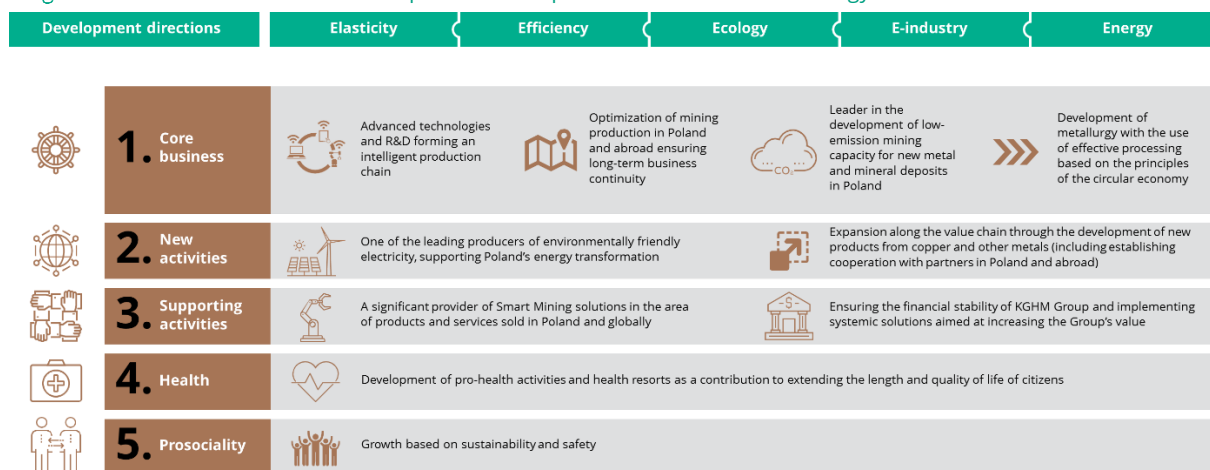 Development directions
Elasticity
Efficiency
Ecology
E-industry
Energy
1. Core
business
Advanced technologies
and R&D forming an
intelligent production
chain
Optimization of mining
production in Poland
and abroad ensuring
long-term business
continuity
CO₂
Leader in the
development of low-
emission mining
capacity for new metal
and mineral deposits
in Poland
Development of
metallurgy with the use
of effective processing
based on the principles
of the circular economy
2. New
activities
One of the leading producers of environmentally friendly
electricity, supporting Poland's energy transformation
Expansion along the value chain through the development of new
products from copper and other metals (including establishing
cooperation with partners in Poland and abroad)
3. Supporting
activities
A significant provider of Smart Mining solutions in the area
of products and services sold in Poland and globally
-$-
Ensuring the financial stability of KGHM Group and implementing
systemic solutions aimed at increasing the Group's value
4. Health
Development of pro-health activities and health resorts as a contribution to extending the length and quality of life of citizens
5. Prosociality
Growth based on sustainability and safety